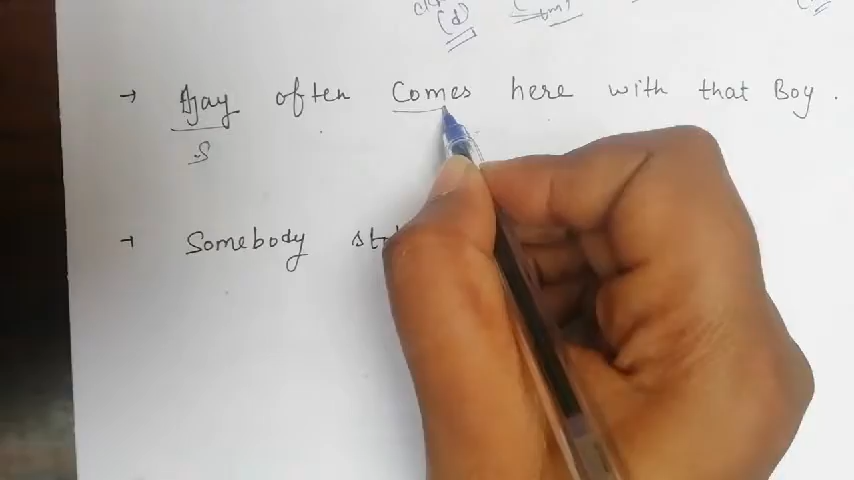 (d)
→ Ajay often Comes here with that Boy .
S
→ Somebody